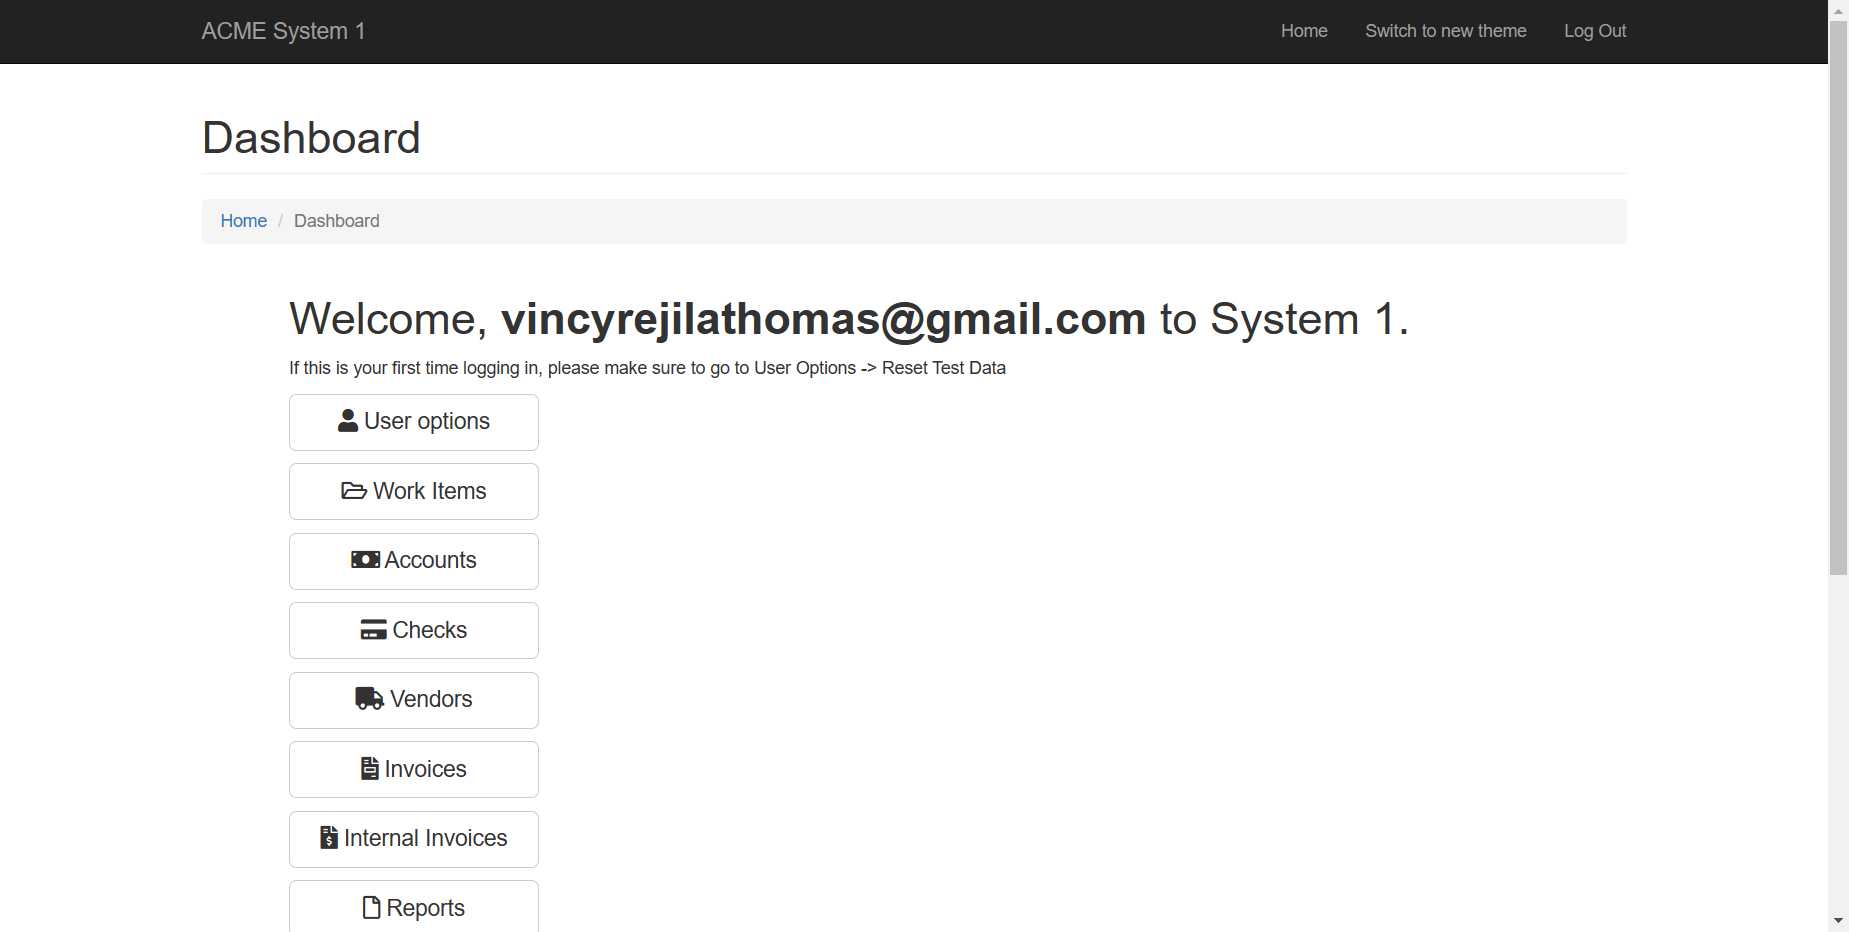 ACME System 1
Home
Switch to new theme
Log Out
Dashboard
Home / Dashboard
Welcome, vincyrejilathomas@gmail.com to System 1.
If this is your first time logging in, please make sure to go to User Options -> Reset Test Data
User options
Work Items
Accounts
Checks
Vendors
Invoices
Internal Invoices
Reports